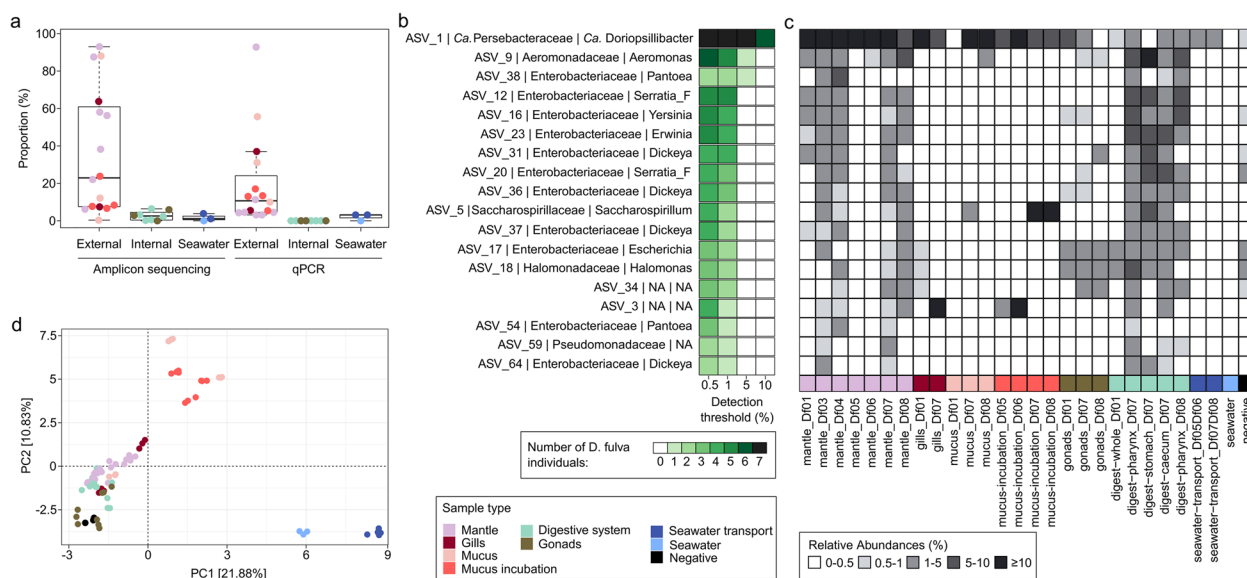 a
Proportion (%)
100
80
60
40
20
0
External Internal Seawater External Internal Seawater
Amplicon sequencing qPCR
b
ASV_1 | Ca. Persebacteraceae | Ca. Doriopsillibacter
ASV_9 | Aeromonadaceae | Aeromonas
ASV_38 | Enterobacteriaceae | Pantoea
ASV_12 | Enterobacteriaceae | Serratia_F
ASV_16 | Enterobacteriaceae | Yersinia
ASV_23 | Enterobacteriaceae | Erwinia
ASV_31 | Enterobacteriaceae | Dickeya
ASV_20 | Enterobacteriaceae | Serratia_F
ASV_36 | Enterobacteriaceae | Dickeya
ASV_5 |Saccharospirillaceae | Saccharospirillum
ASV_37 | Enterobacteriaceae | Dickeya
ASV_17 | Enterobacteriaceae | Escherichia
ASV_18 | Halomonadaceae | Halomonas
ASV_34 | NA | NA
ASV_3 | NA | NA
ASV_54 | Enterobacteriaceae | Pantoea
ASV_59 | Pseudomonadaceae | NA
ASV_64 | Enterobacteriaceae | Dickeya
0.5 1 5 10
Detection
threshold (%)
Number of D. fulva
individuals:
0 1 2 3 4 5 6 7
c
mantle_Df01
mantle_Df03
mantle_Df04
mantle_Df05
mantle_Df06
mantle_Df07
mantle_Df08
gills_Df01
gills_Df07
mucus_Df01
mucus_Df07
mucus_Df08
mucus-incubation_Df05
mucus-incubation_Df06
mucus-incubation_Df07
mucus-incubation_Df08
gonads_Df01
gonads_Df07
gonads_Df08
digest-whole_Df01
digest-pharynx_Df07
digest-stomach_Df07
digest-caecum_Df07
digest-pharynx_Df08
seawater-transport_Df05Df06
seawater-transport_Df07Df08
seawater
negative
Relative Abundances (%)
0-0.5 0.5-1 1-5 5-10 ≥10
d
PC2 [10.83%]
7.5
5.0
2.5
0
-2.5
-3 0 3 6 9
PC1 [21.88%]
Sample type
Mantle
Gills
Mucus
Mucus incubation
Digestive system
Gonads
Seawater transport
Seawater
Negative